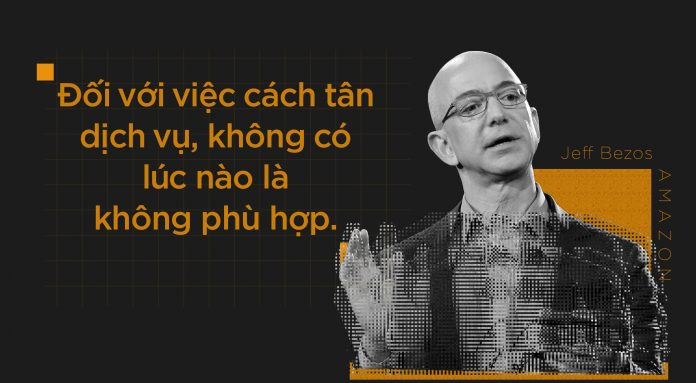 Đối với việc cách tân
dịch vụ, không có
lúc nào là
không phù hợp.
Jeff Bezos
AMAZON